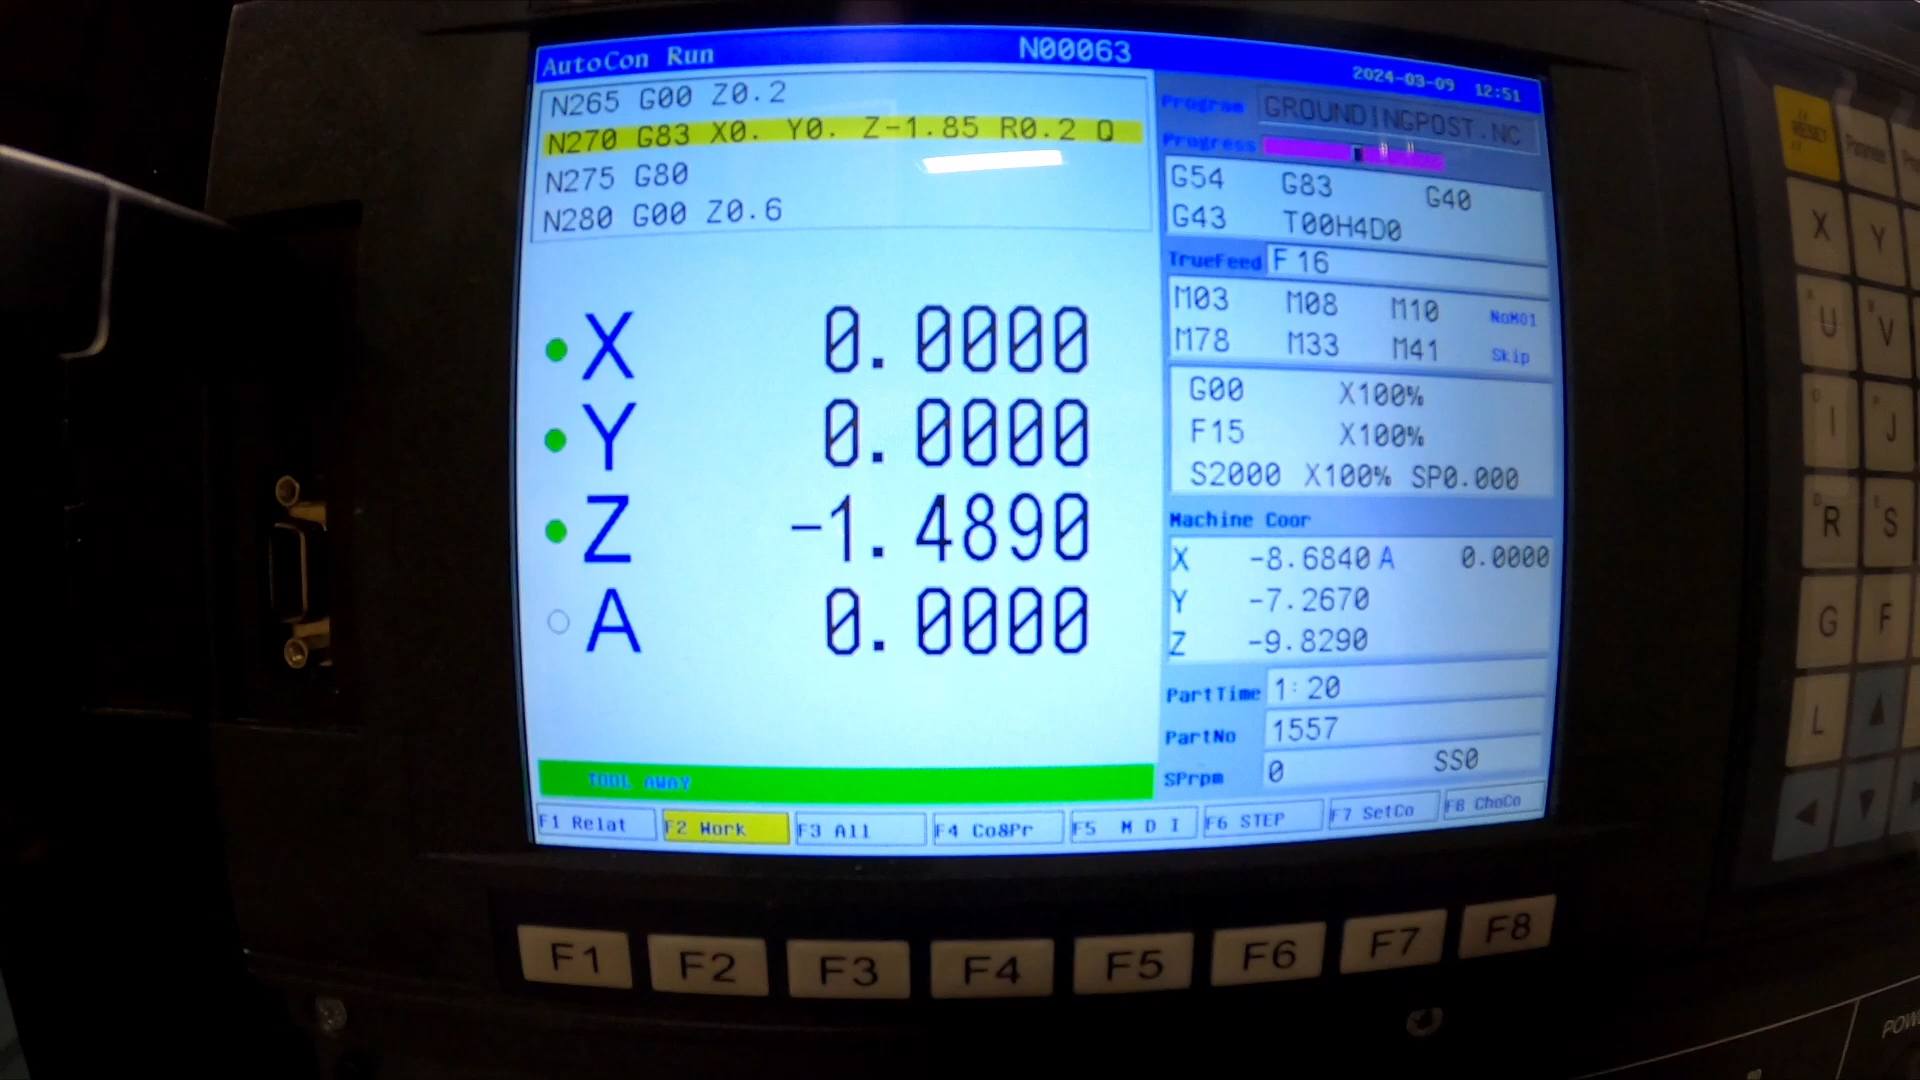 AutoCon Run N00063 2024-03-09 12:51
N265 G00 Z0.2
N270 G83 X0. Y0. Z-1.85 R0.2 Q
N275 G80
N280 G00 Z0.6
X 0.0000
Y 0.0000
Z -1.4890
A 0.0000
TOOL AWAY
Program GROUNDINGPOST.NC
Progress
G54 G83 G40
G43 T00H4D0
TrueFeed F 16
M03 M08 M10 NoM01
M78 M33 M41 Skip
G00 X100%
F15 X100%
S2000 X100% SP0.000
Machine Coor
X -8.6840 A 0.0000
Y -7.2670
Z -9.8290
PartTime 1:20
PartNo 1557
SPrpm 0 SS0
F1 Relat F2 Work F3 All F4 Co&Pr F5 M D I F6 STEP F7 SetCo F8 ChoCo
F1 F2 F3 F4 F5 F6 F7 F8
// RESET //
X Y
U V
I J
R S
G F
L